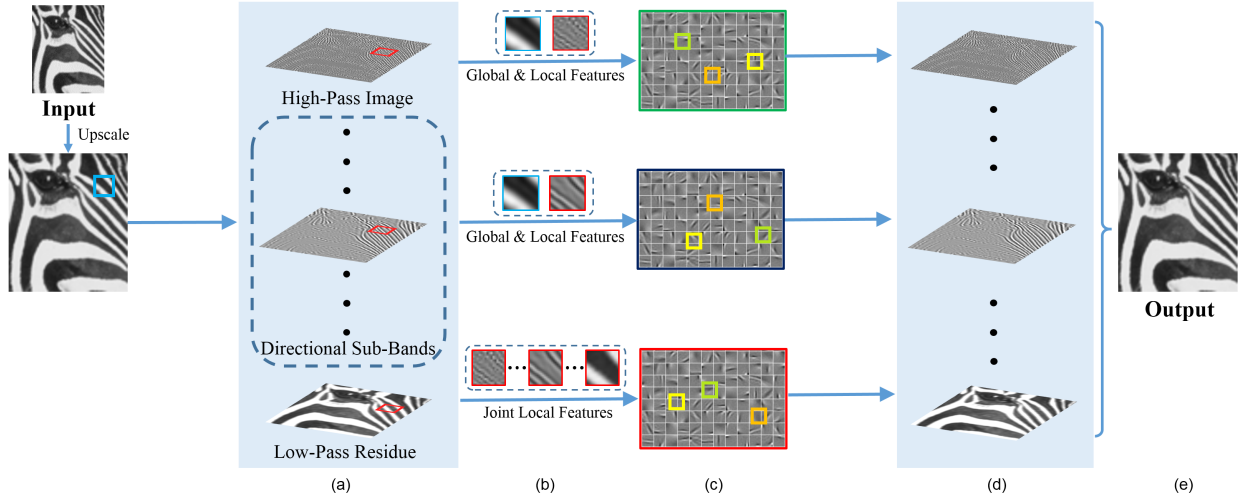 Input
Upscale
High-Pass Image
Directional Sub-Bands
Low-Pass Residue
Global & Local Features
Global & Local Features
Joint Local Features
Output
(a)
(b)
(c)
(d)
(e)